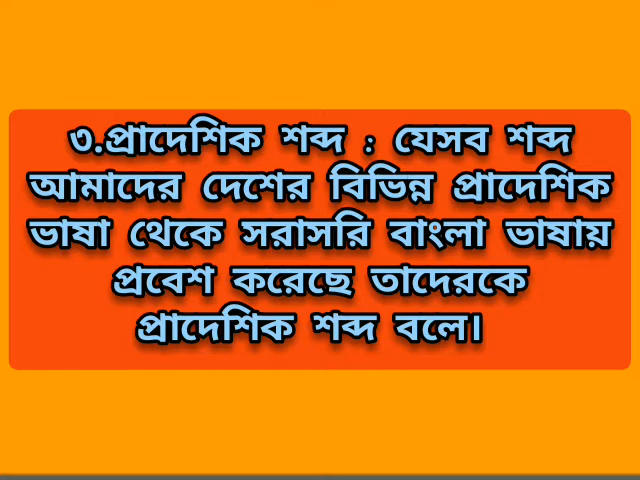 ৩.প্রাদেশিক শব্দ : যেসব শব্দ
আমাদের দেশের বিভিন্ন প্রাদেশিক
ভাষা থেকে সরাসরি বাংলা ভাষায়
প্রবেশ করেছে তাদেরকে
প্রাদেশিক শব্দ বলে।